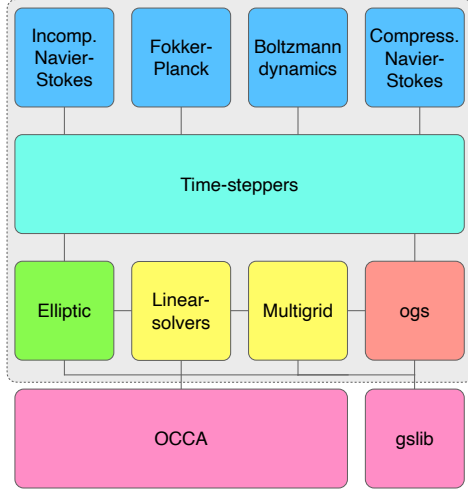 Incomp.
Navier-
Stokes
Fokker-
Planck
Boltzmann
dynamics
Compress.
Navier-
Stokes
Time-steppers
Elliptic
Linear-
solvers
Multigrid
ogs
OCCA
gslib